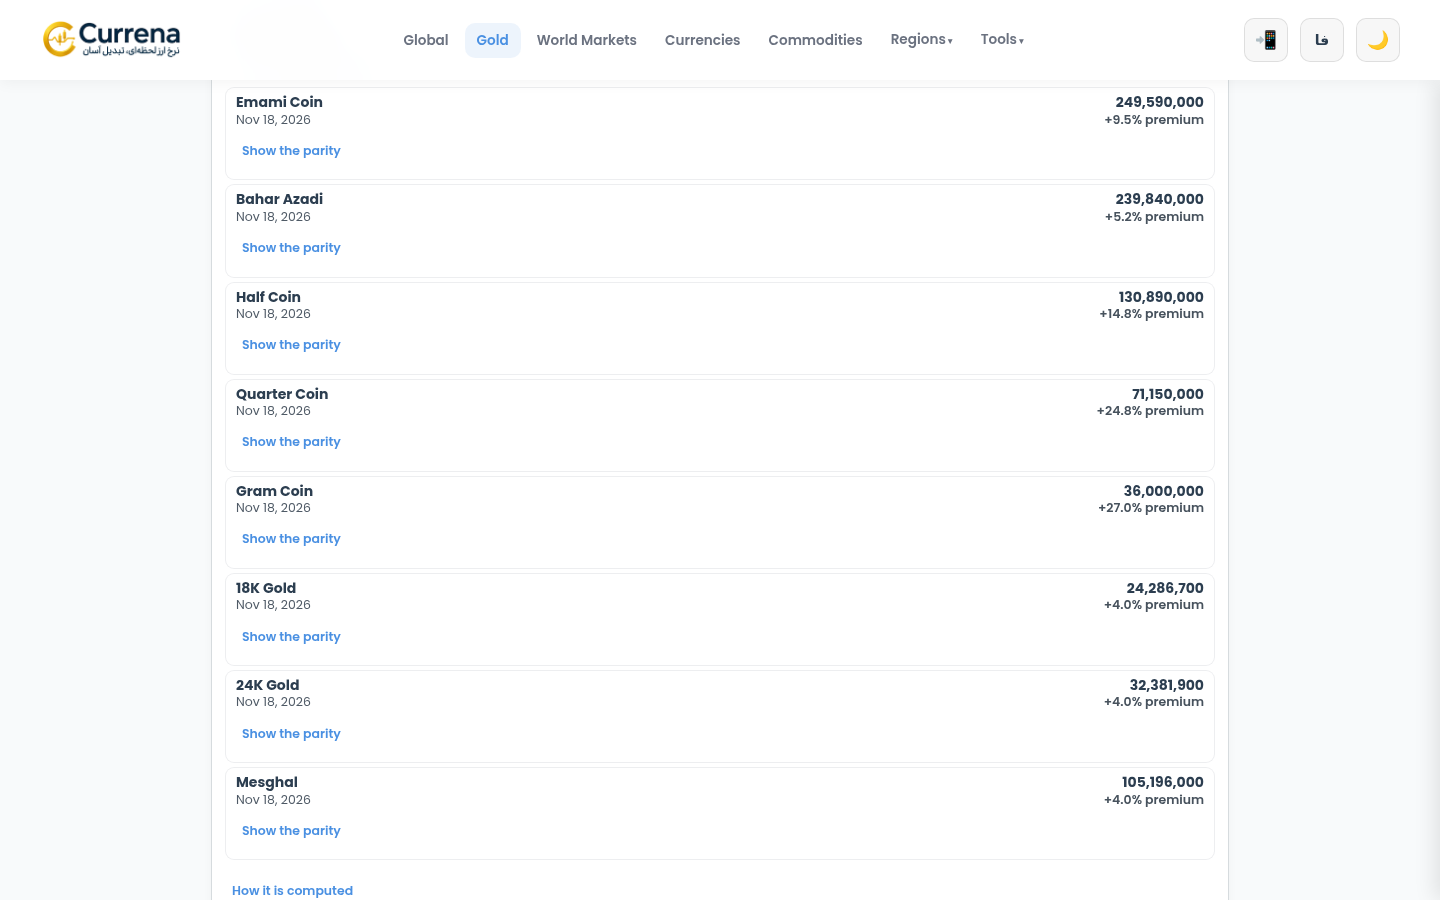 Currena
نرخ ارز لحظه‌ای، تبدیل آسان
Global
Gold
World Markets
Currencies
Commodities
Regions▾
Tools▾
فا
Emami Coin
249,590,000
Nov 18, 2026
+9.5% premium
Show the parity
Bahar Azadi
239,840,000
Nov 18, 2026
+5.2% premium
Show the parity
Half Coin
130,890,000
Nov 18, 2026
+14.8% premium
Show the parity
Quarter Coin
71,150,000
Nov 18, 2026
+24.8% premium
Show the parity
Gram Coin
36,000,000
Nov 18, 2026
+27.0% premium
Show the parity
18K Gold
24,286,700
Nov 18, 2026
+4.0% premium
Show the parity
24K Gold
32,381,900
Nov 18, 2026
+4.0% premium
Show the parity
Mesghal
105,196,000
Nov 18, 2026
+4.0% premium
Show the parity
How it is computed